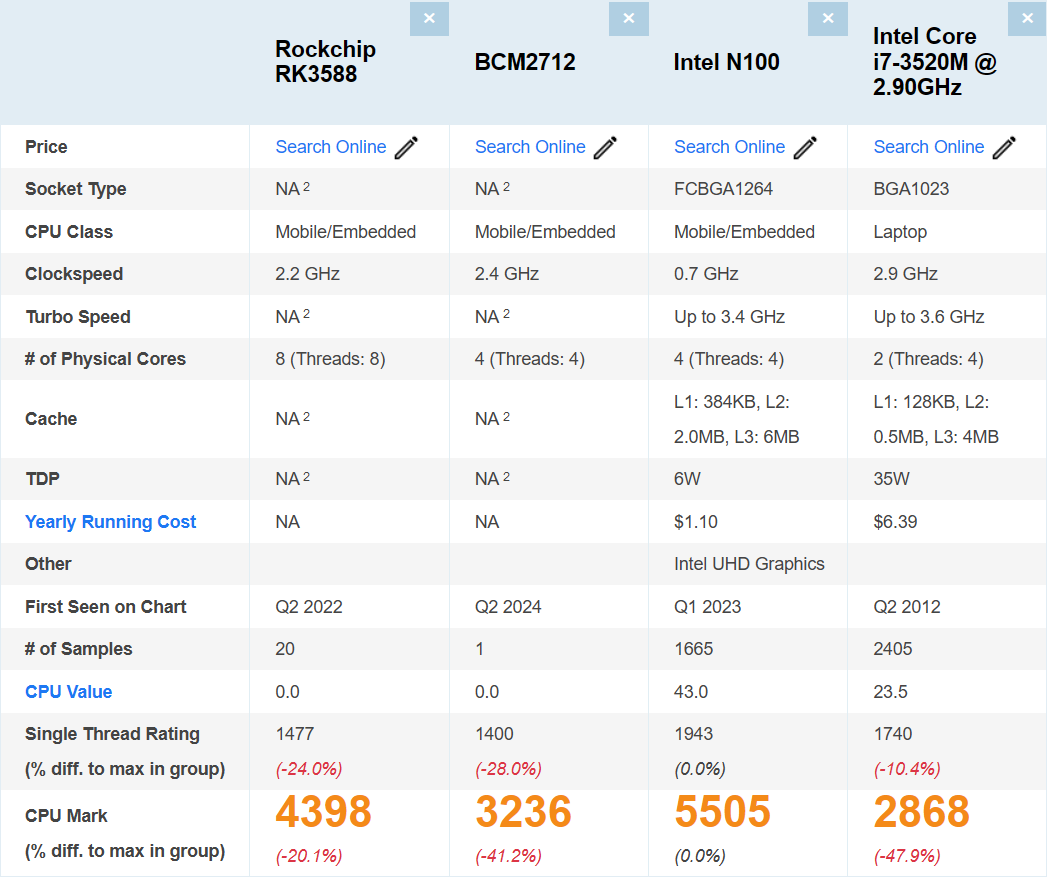 × × × ×
Rockchip RK3588 BCM2712 Intel N100 Intel Core i7-3520M @ 2.90GHz
Price Search Online Search Online Search Online Search Online
Socket Type NA 2 NA 2 FCBGA1264 BGA1023
CPU Class Mobile/Embedded Mobile/Embedded Mobile/Embedded Laptop
Clockspeed 2.2 GHz 2.4 GHz 0.7 GHz 2.9 GHz
Turbo Speed NA 2 NA 2 Up to 3.4 GHz Up to 3.6 GHz
# of Physical Cores 8 (Threads: 8) 4 (Threads: 4) 4 (Threads: 4) 2 (Threads: 4)
Cache NA 2 NA 2 L1: 384KB, L2: 2.0MB, L3: 6MB L1: 128KB, L2: 0.5MB, L3: 4MB
TDP NA 2 NA 2 6W 35W
Yearly Running Cost NA NA $1.10 $6.39
Other Intel UHD Graphics
First Seen on Chart Q2 2022 Q2 2024 Q1 2023 Q2 2012
# of Samples 20 1 1665 2405
CPU Value 0.0 0.0 43.0 23.5
Single Thread Rating 1477 1400 1943 1740
(% diff. to max in group) (-24.0%) (-28.0%) (0.0%) (-10.4%)
CPU Mark 4398 3236 5505 2868
(% diff. to max in group) (-20.1%) (-41.2%) (0.0%) (-47.9%)